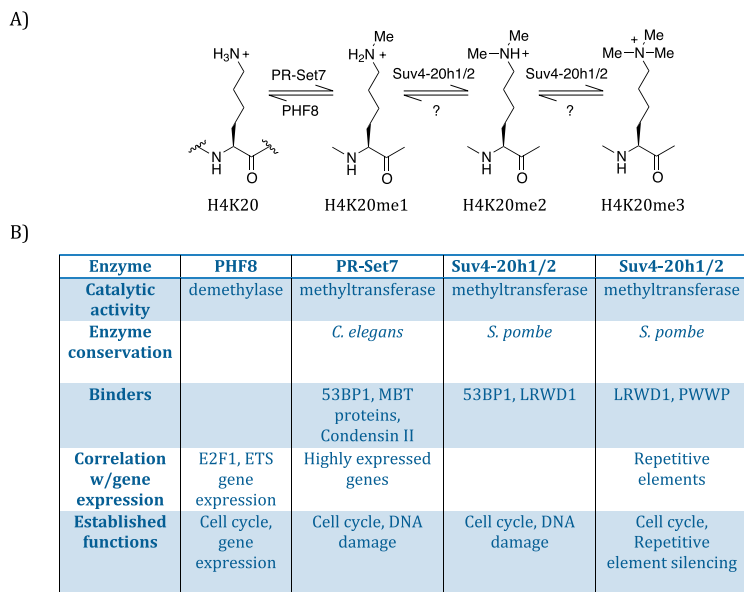 A)
H₃N +
PR-Set7
PHF8
N
H
O
H4K20
Me
H₂N +
Suv4-20h1/2
?
N
H
O
H4K20me1
Me
Me—NH+
Suv4-20h1/2
?
N
H
O
H4K20me2
+ Me
Me—N—Me
N
H
O
H4K20me3
B)
Enzyme PHF8 PR-Set7 Suv4-20h1/2 Suv4-20h1/2
Catalytic demethylase methyltransferase methyltransferase methyltransferase
activity
Enzyme C. elegans S. pombe S. pombe
conservation
Binders 53BP1, MBT 53BP1, LRWD1 LRWD1, PWWP
proteins,
Condensin II
Correlation E2F1, ETS Highly expressed Repetitive
w/gene gene genes elements
expression expression
Established Cell cycle, Cell cycle, DNA Cell cycle, DNA Cell cycle,
functions gene damage damage Repetitive
expression element silencing